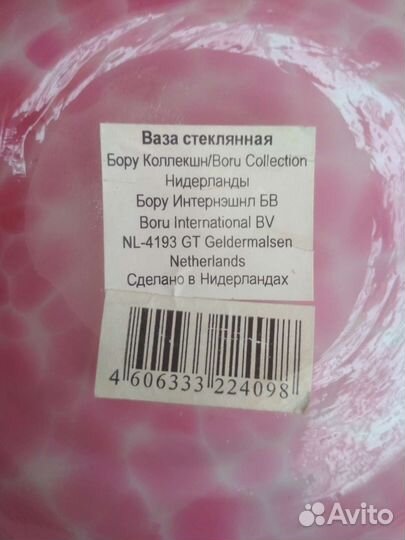 Ваза стеклянная
Бору Коллекшн/Boru Collection
Нидерланды
Бору Интернэшнл БВ
Boru International BV
NL-4193 GT Geldermalsen
Netherlands
Сделано в Нидерландах
4 606333 224098
Avito